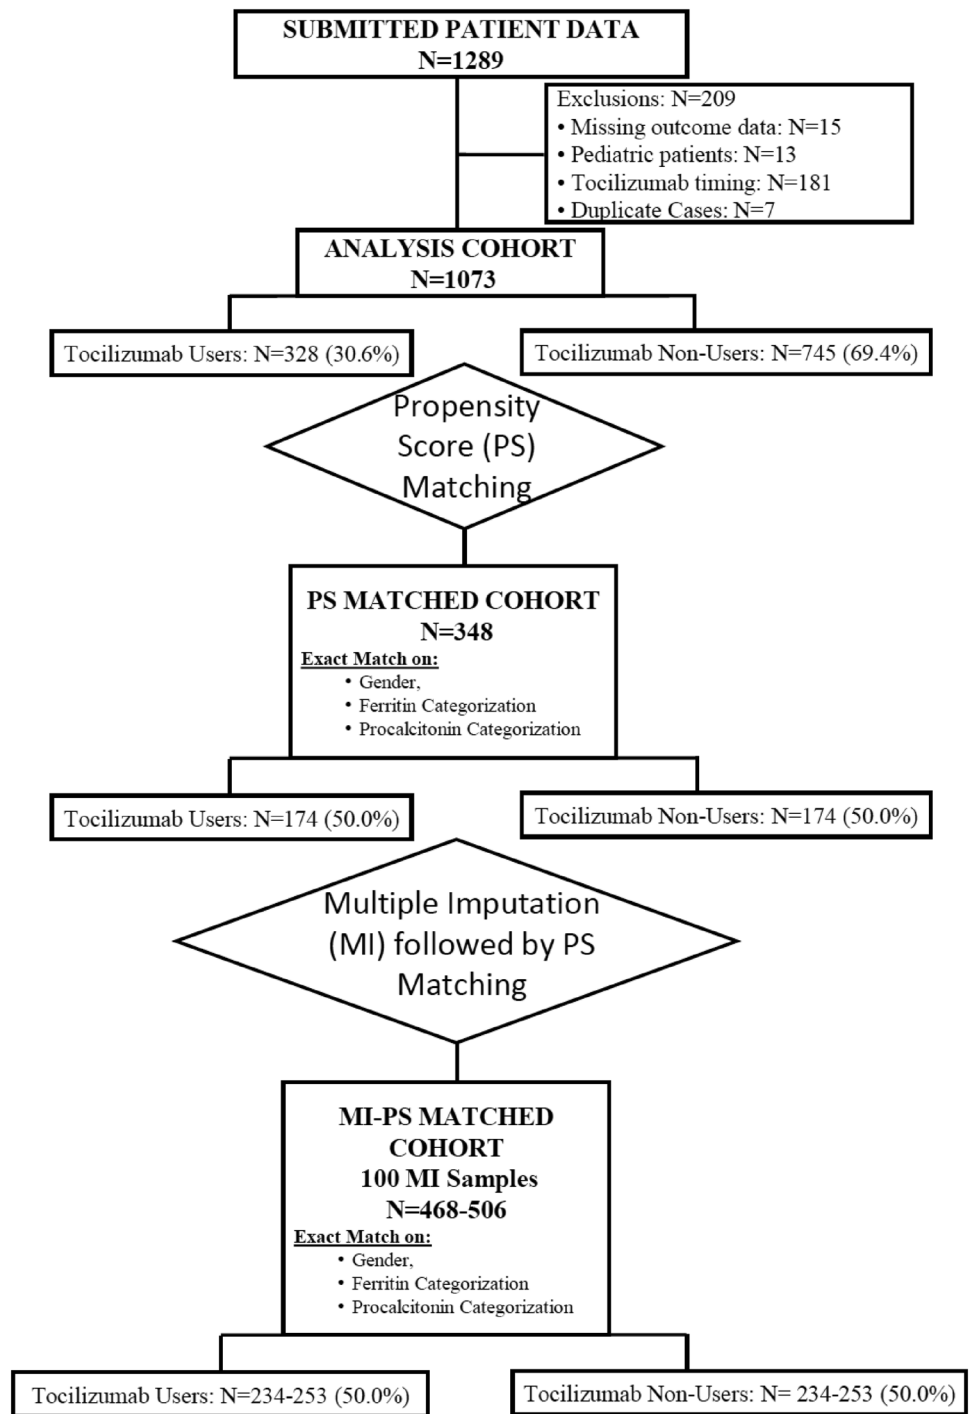 SUBMITTED PATIENT DATA
N=1289
Exclusions: N=209
• Missing outcome data: N=15
• Pediatric patients: N=13
• Tocilizumab timing: N=181
• Duplicate Cases: N=7
ANALYSIS COHORT
N=1073
Tocilizumab Users: N=328 (30.6%)
Tocilizumab Non-Users: N=745 (69.4%)
Propensity
Score (PS)
Matching
PS MATCHED COHORT
N=348
Exact Match on:
• Gender,
• Ferritin Categorization
• Procalcitonin Categorization
Tocilizumab Users: N=174 (50.0%)
Tocilizumab Non-Users: N=174 (50.0%)
Multiple Imputation
(MI) followed by PS
Matching
MI-PS MATCHED
COHORT
100 MI Samples
N=468-506
Exact Match on:
• Gender,
• Ferritin Categorization
• Procalcitonin Categorization
Tocilizumab Users: N=234-253 (50.0%)
Tocilizumab Non-Users: N= 234-253 (50.0%)